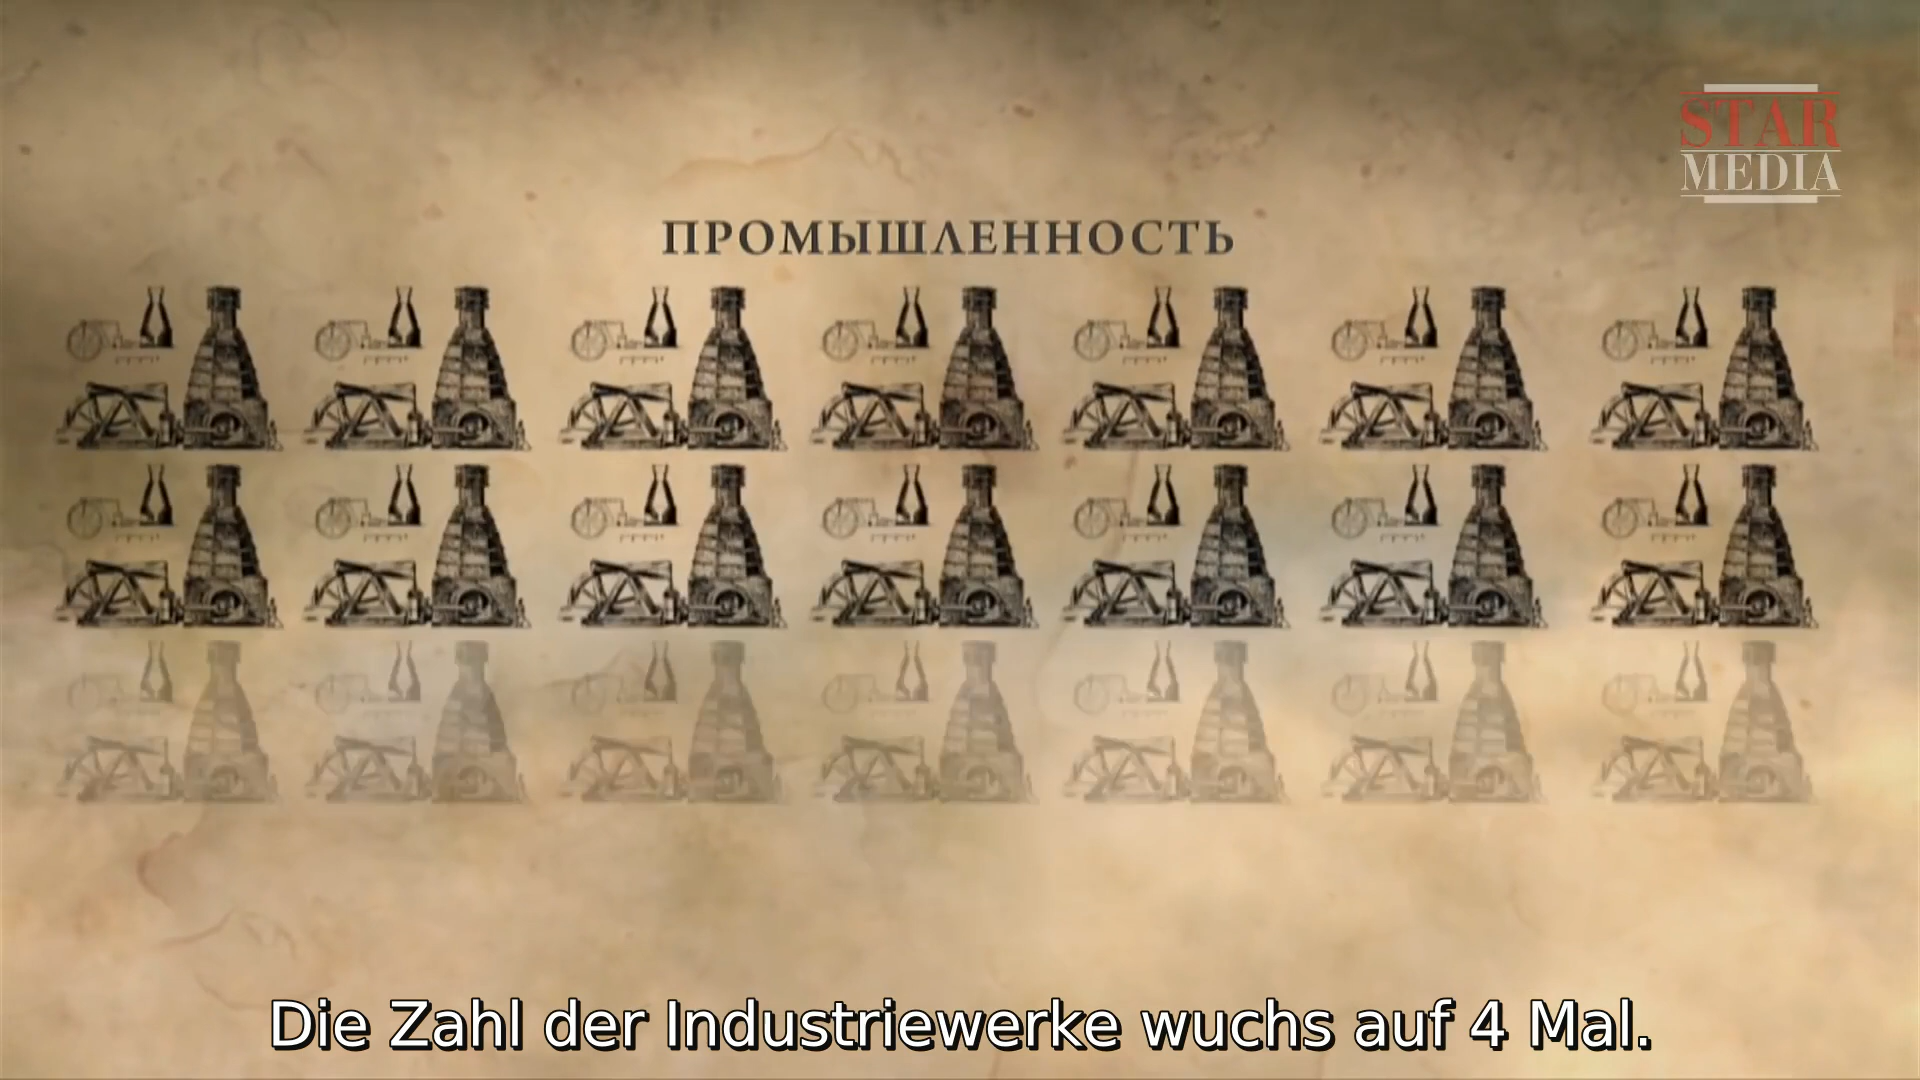 STAR
MEDIA
ПРОМЫШЛЕННОСТЬ
Die Zahl der Industriewerke wuchs auf 4 Mal.